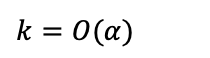 k = O(α)